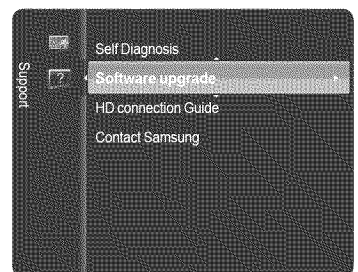 Support
Self Diagnosis
Software upgrade
HD connection Guide
Contact Samsung